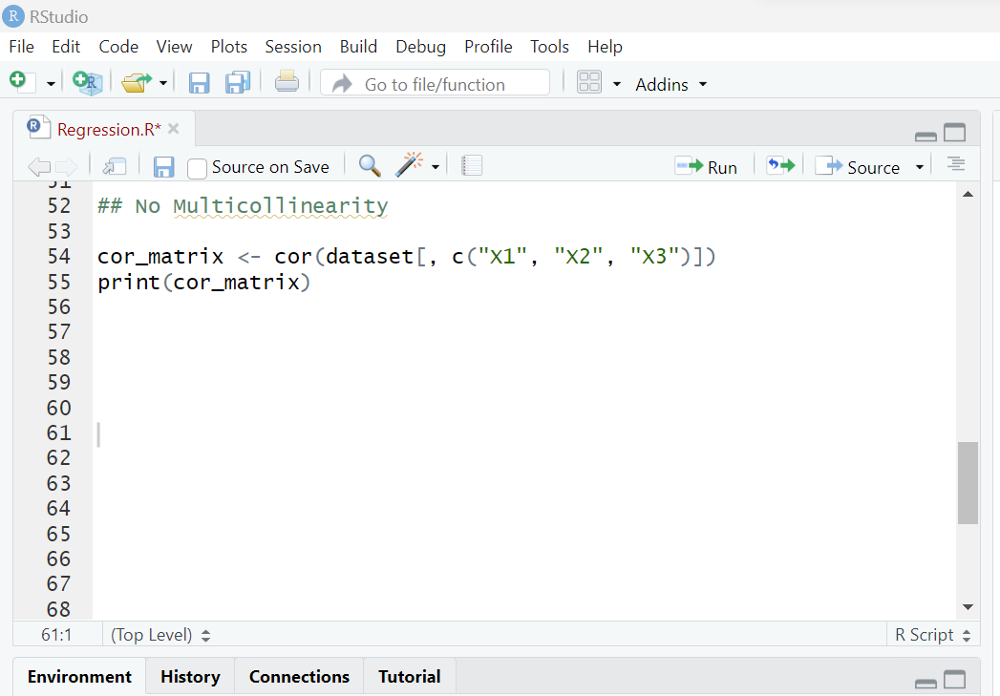 RStudio
File Edit Code View Plots Session Build Debug Profile Tools Help
Go to file/function Addins
Regression.R*
Source on Save Run Source
51
52 ## No Multicollinearity
53
54 cor_matrix <- cor(dataset[, c("X1", "X2", "X3")])
55 print(cor_matrix)
56
57
58
59
60
61
62
63
64
65
66
67
68
61:1 (Top Level) R Script
Environment History Connections Tutorial